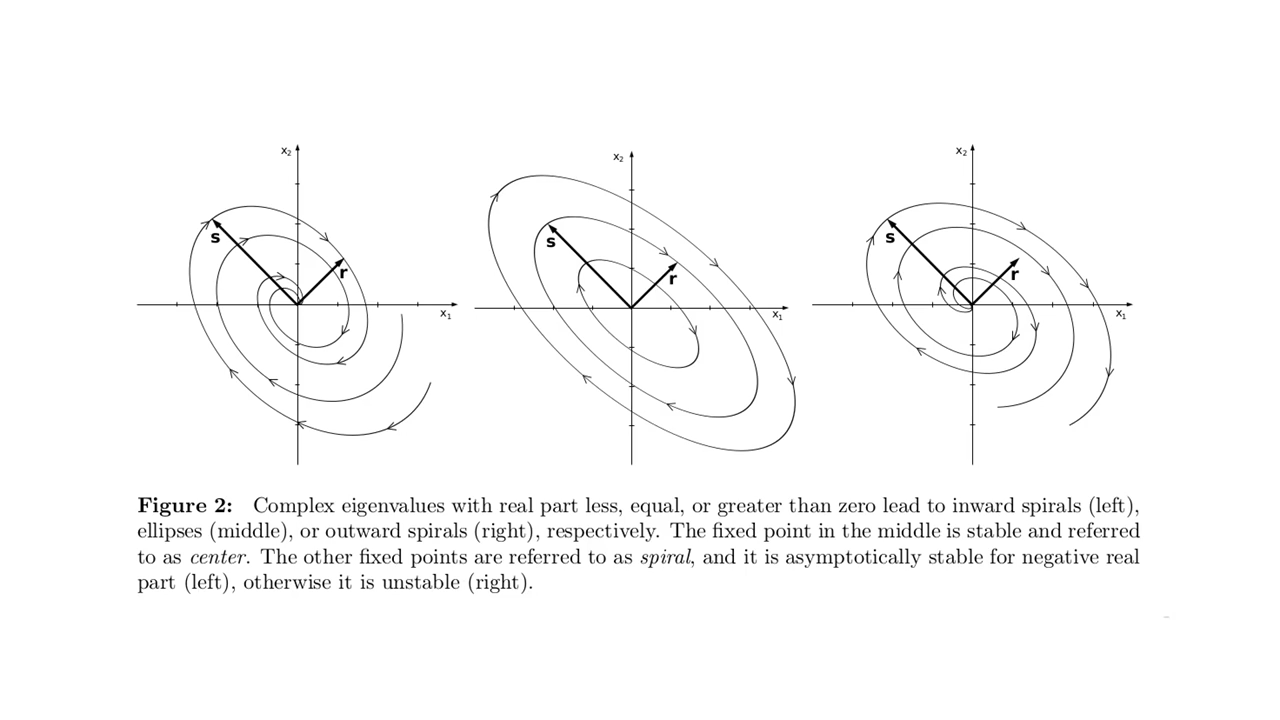 x₂
s
r
x₁
x₂
s
r
x₁
x₂
s
r
x₁
Figure 2: Complex eigenvalues with real part less, equal, or greater than zero lead to inward spirals (left),
ellipses (middle), or outward spirals (right), respectively. The fixed point in the middle is stable and referred
to as center. The other fixed points are referred to as spiral, and it is asymptotically stable for negative real
part (left), otherwise it is unstable (right).